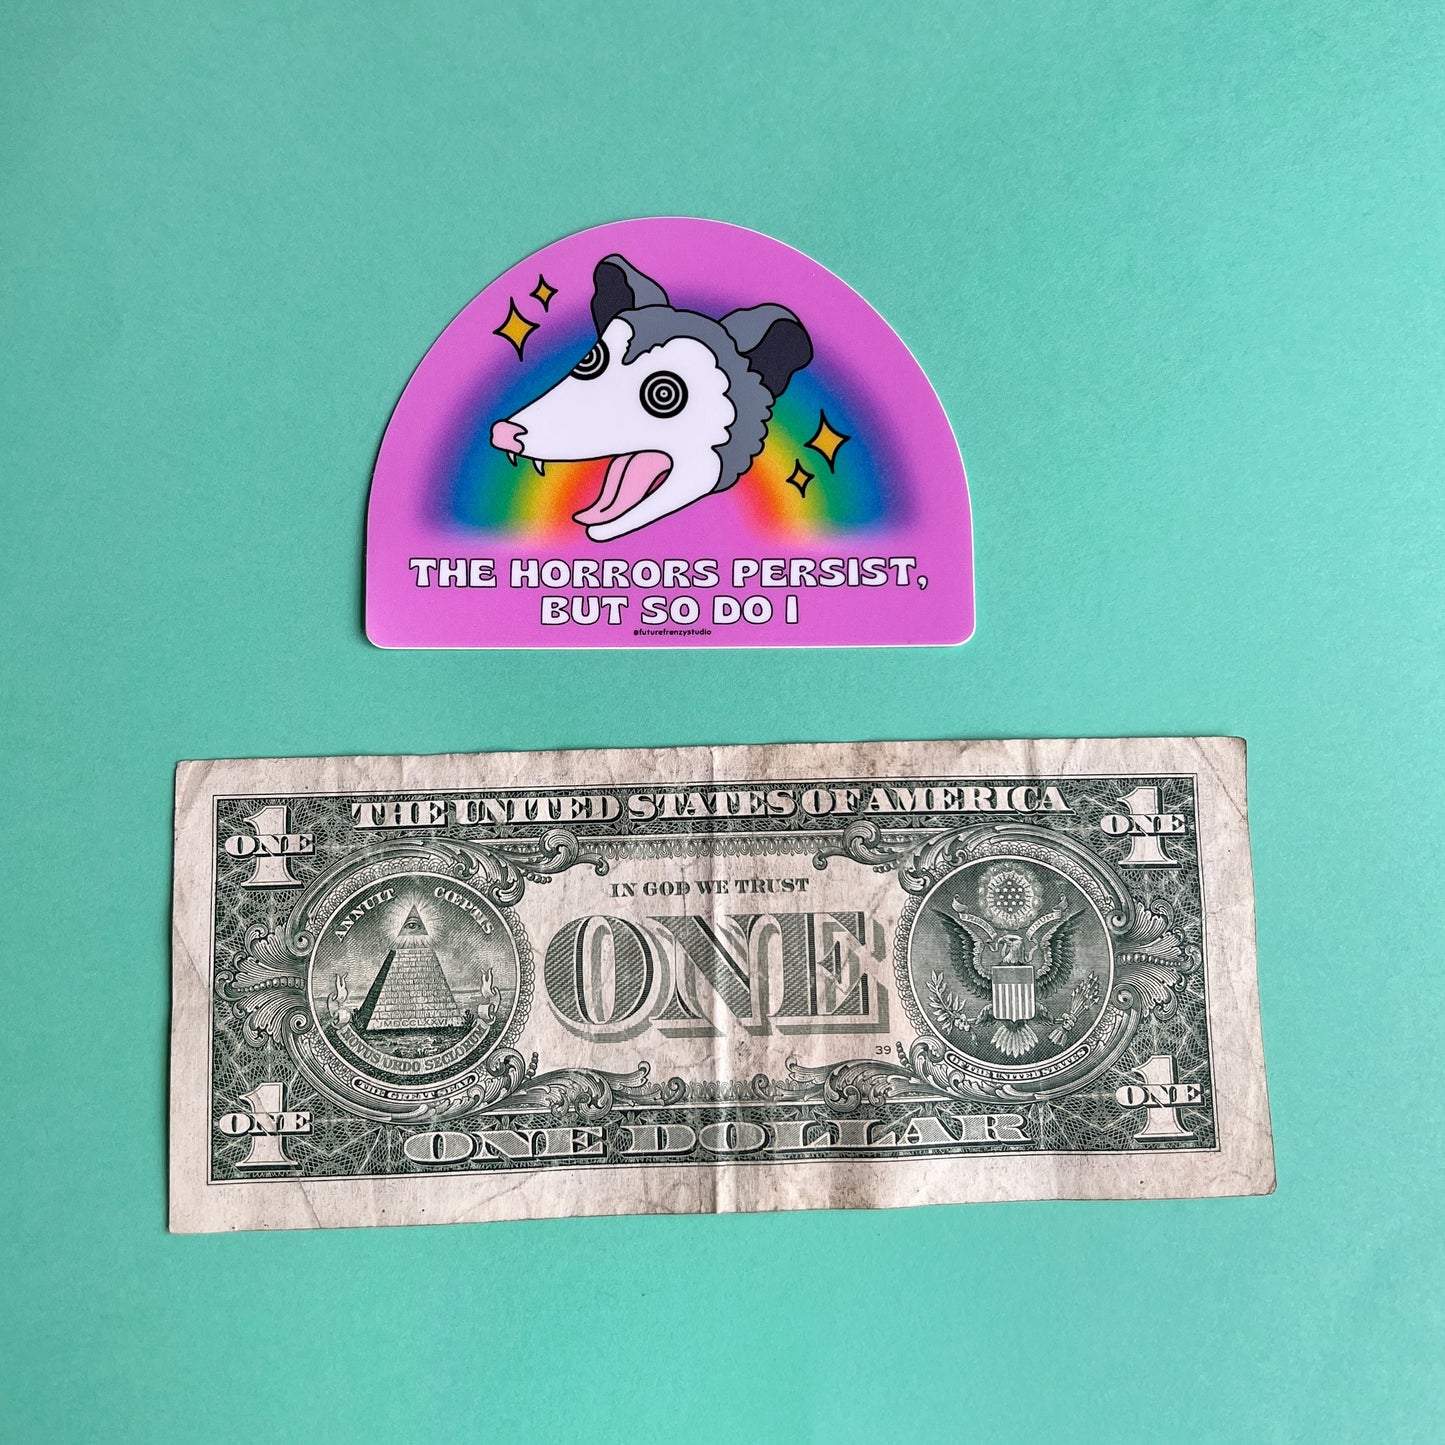 THE HORRORS PERSIST,
BUT SO DO I
@futurefrenzystudio
THE UNITED STATES OF AMERICA
1
ONE
1
ONE
IN GOD WE TRUST
ANNUIT CŒPTIS
ONE
MDCCLXXVI
NOVUS ORDO SECLORUM
THE GREAT SEAL
39
OF THE UNITED STATES
1
ONE
1
ONE
ONE DOLLAR